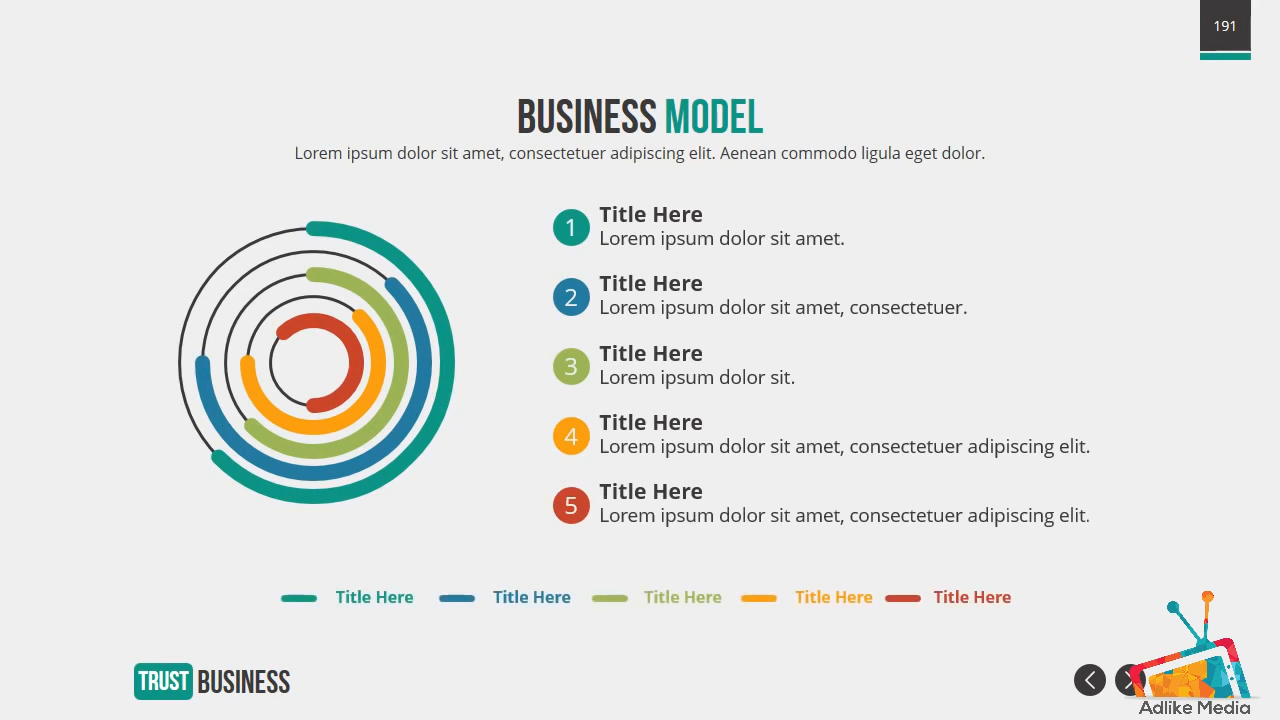 191
BUSINESS MODEL
Lorem ipsum dolor sit amet, consectetuer adipiscing elit. Aenean commodo ligula eget dolor.
1 Title Here
Lorem ipsum dolor sit amet.
2 Title Here
Lorem ipsum dolor sit amet, consectetuer.
3 Title Here
Lorem ipsum dolor sit.
4 Title Here
Lorem ipsum dolor sit amet, consectetuer adipiscing elit.
5 Title Here
Lorem ipsum dolor sit amet, consectetuer adipiscing elit.
Title Here Title Here Title Here Title Here Title Here
TRUST BUSINESS
Adlike Media